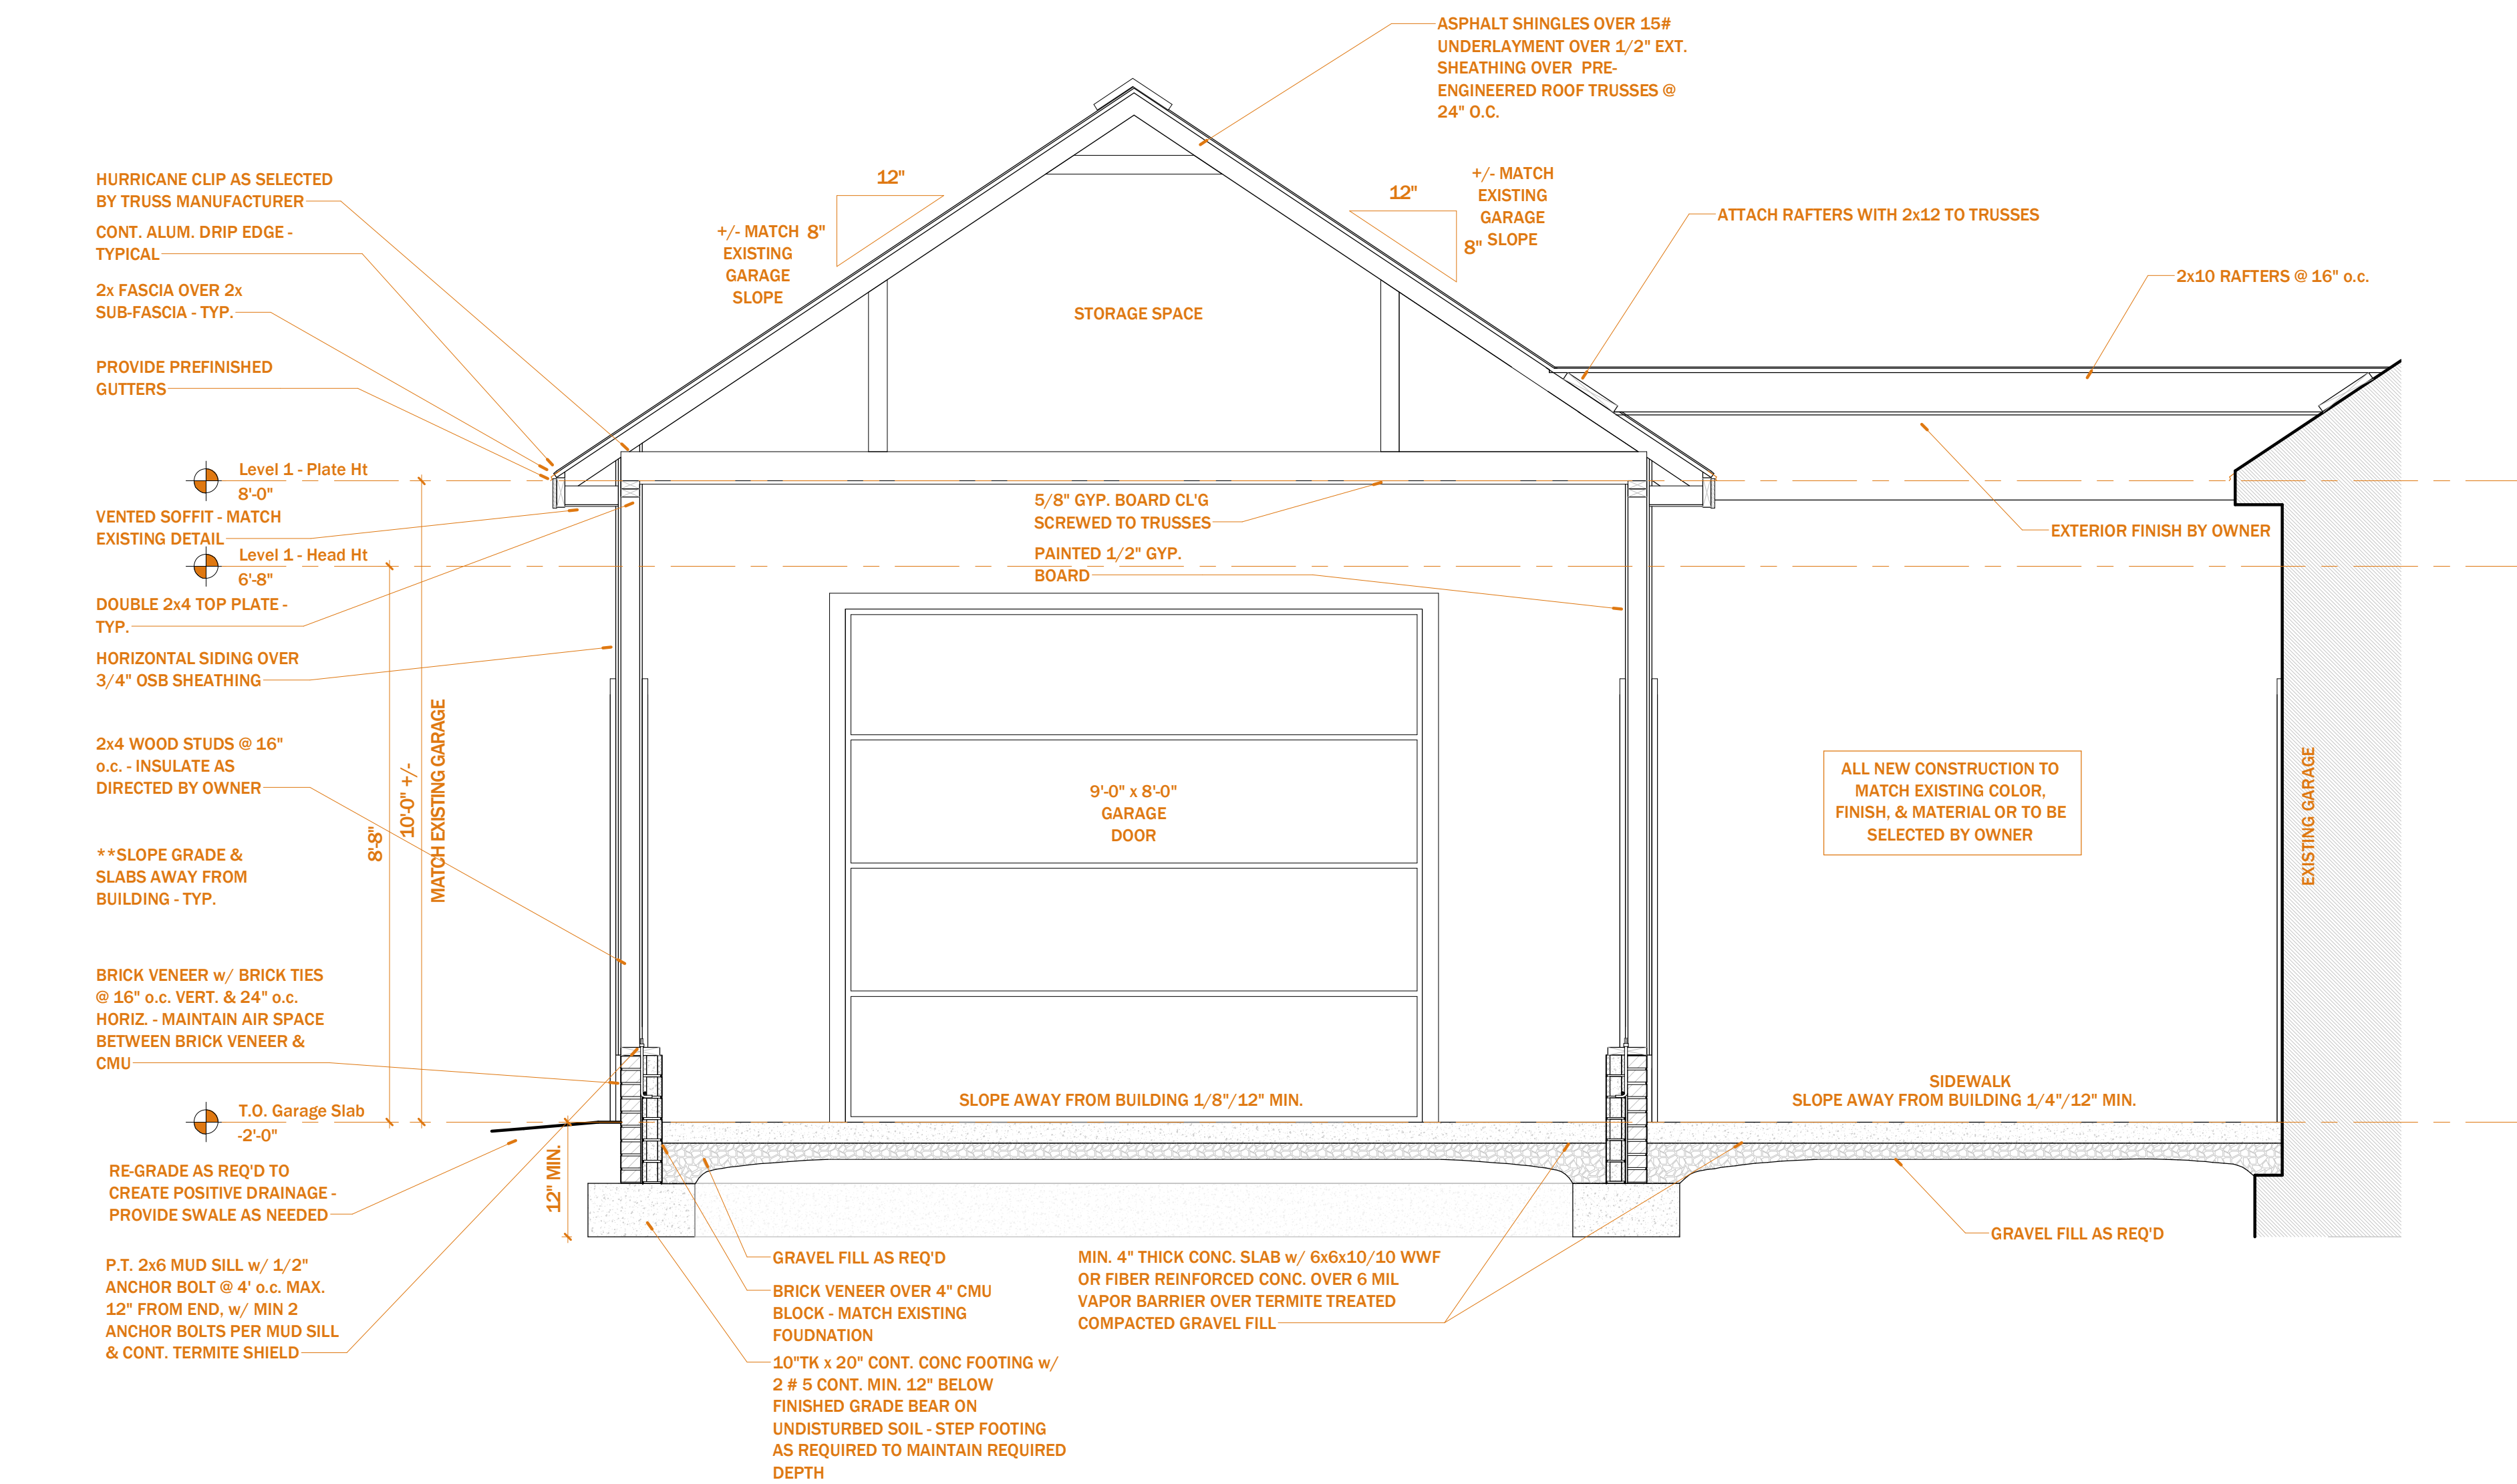 ASPHALT SHINGLES OVER 15#
UNDERLAYMENT OVER 1/2" EXT.
SHEATHING OVER PRE-
ENGINEERED ROOF TRUSSES @
24" O.C.
HURRICANE CLIP AS SELECTED
BY TRUSS MANUFACTURER
CONT. ALUM. DRIP EDGE -
TYPICAL
2x FASCIA OVER 2x
SUB-FASCIA - TYP.
PROVIDE PREFINISHED
GUTTERS
12"
+/- MATCH 8"
EXISTING
GARAGE
SLOPE
12"
+/- MATCH
EXISTING
GARAGE
8" SLOPE
ATTACH RAFTERS WITH 2x12 TO TRUSSES
2x10 RAFTERS @ 16" o.c.
STORAGE SPACE
Level 1 - Plate Ht
8'-0"
VENTED SOFFIT - MATCH
EXISTING DETAIL
Level 1 - Head Ht
6'-8"
5/8" GYP. BOARD CL'G
SCREWED TO TRUSSES
PAINTED 1/2" GYP.
BOARD
EXTERIOR FINISH BY OWNER
DOUBLE 2x4 TOP PLATE -
TYP.
HORIZONTAL SIDING OVER
3/4" OSB SHEATHING
2x4 WOOD STUDS @ 16"
o.c. - INSULATE AS
DIRECTED BY OWNER
8'-8"
10'-0" +/-
MATCH EXISTING GARAGE
9'-0" x 8'-0"
GARAGE
DOOR
ALL NEW CONSTRUCTION TO
MATCH EXISTING COLOR,
FINISH, & MATERIAL OR TO BE
SELECTED BY OWNER
EXISTING GARAGE
**SLOPE GRADE &
SLABS AWAY FROM
BUILDING - TYP.
BRICK VENEER w/ BRICK TIES
@ 16" o.c. VERT. & 24" o.c.
HORIZ. - MAINTAIN AIR SPACE
BETWEEN BRICK VENEER &
CMU
SLOPE AWAY FROM BUILDING 1/8"/12" MIN.
SIDEWALK
SLOPE AWAY FROM BUILDING 1/4"/12" MIN.
T.O. Garage Slab
-2'-0"
12" MIN.
RE-GRADE AS REQ'D TO
CREATE POSITIVE DRAINAGE -
PROVIDE SWALE AS NEEDED
P.T. 2x6 MUD SILL w/ 1/2"
ANCHOR BOLT @ 4' o.c. MAX.
12" FROM END, w/ MIN 2
ANCHOR BOLTS PER MUD SILL
& CONT. TERMITE SHIELD
GRAVEL FILL AS REQ'D
BRICK VENEER OVER 4" CMU
BLOCK - MATCH EXISTING
FOUDNATION
10"TK x 20" CONT. CONC FOOTING w/
2 # 5 CONT. MIN. 12" BELOW
FINISHED GRADE BEAR ON
UNDISTURBED SOIL - STEP FOOTING
AS REQUIRED TO MAINTAIN REQUIRED
DEPTH
MIN. 4" THICK CONC. SLAB w/ 6x6x10/10 WWF
OR FIBER REINFORCED CONC. OVER 6 MIL
VAPOR BARRIER OVER TERMITE TREATED
COMPACTED GRAVEL FILL
GRAVEL FILL AS REQ'D